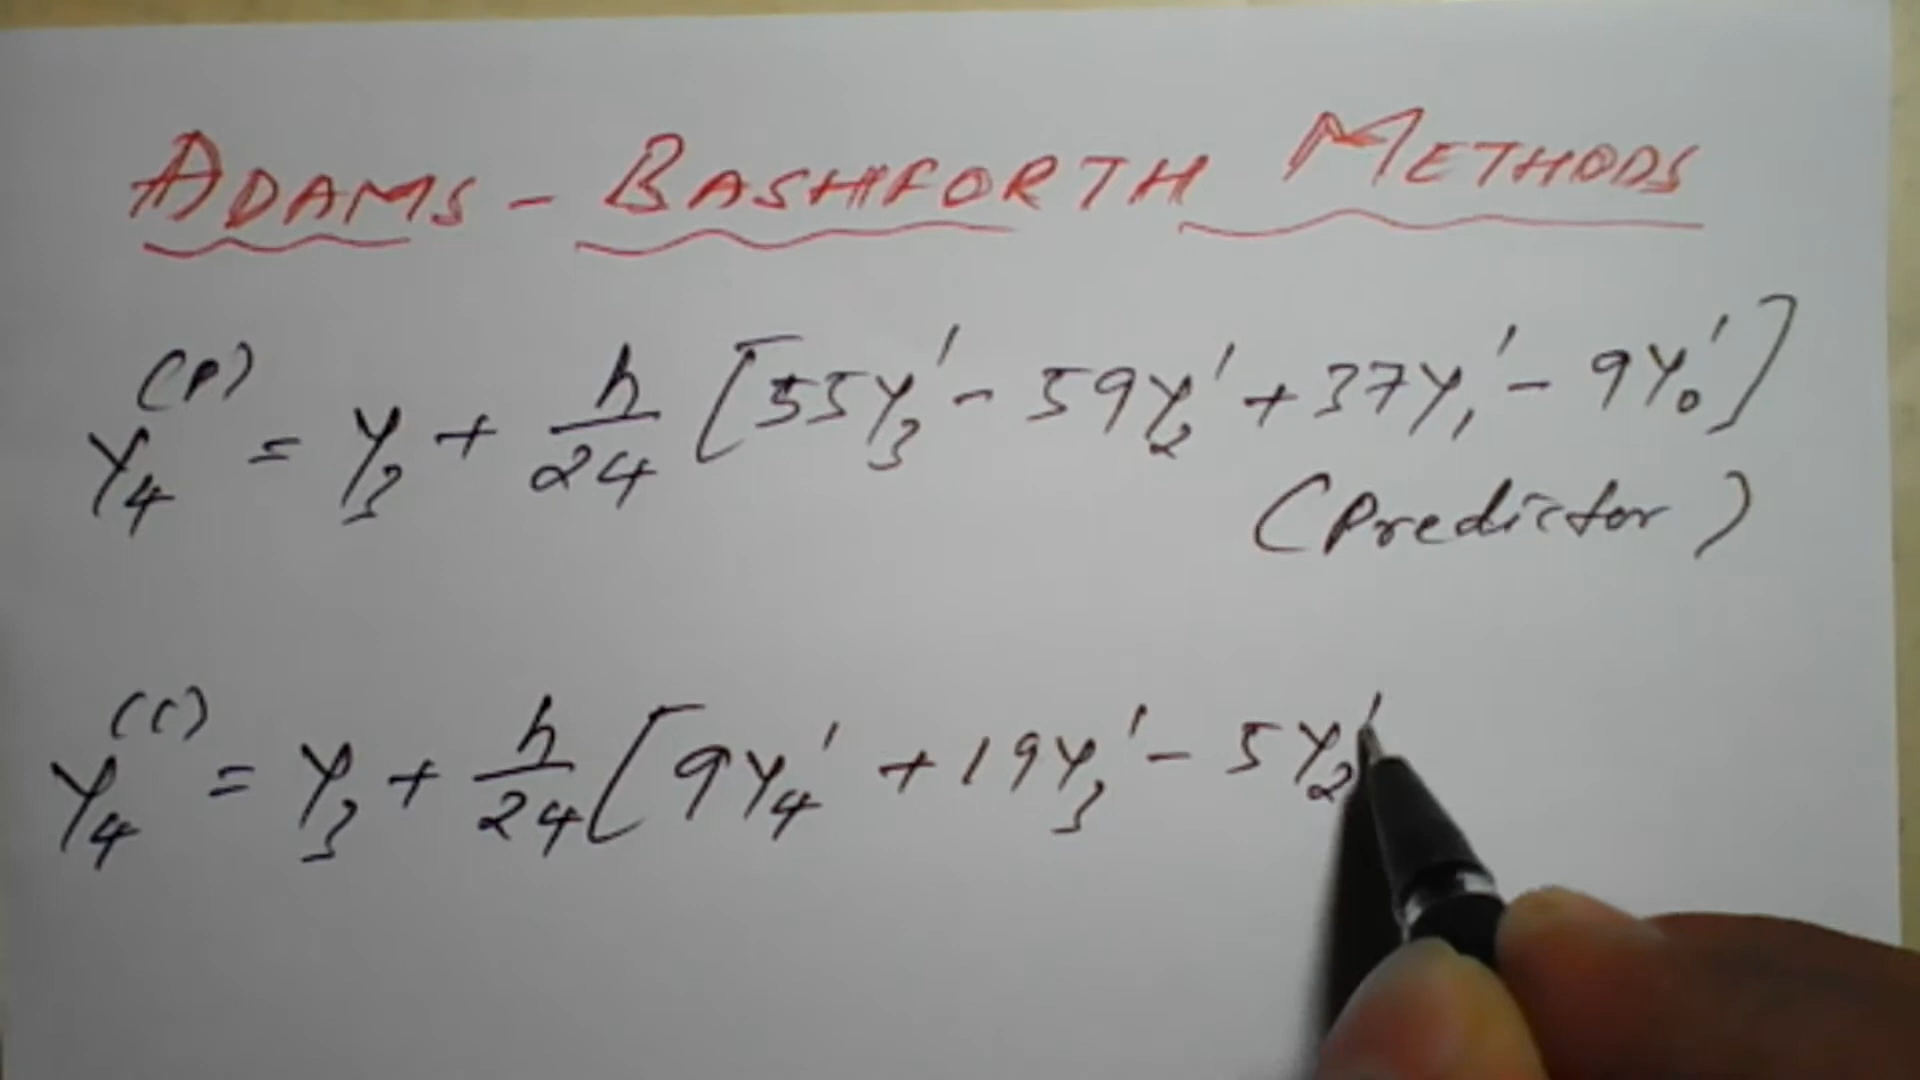 ADAMS - BASHFORTH METHODS
y₄⁽ᴾ⁾ = y₃ + h/24 [55y₃' - 59y₂' + 37y₁' - 9y₀']
(Predictor)
y₄⁽ᶜ⁾ = y₃ + h/24 [9y₄' + 19y₃' - 5y₂'